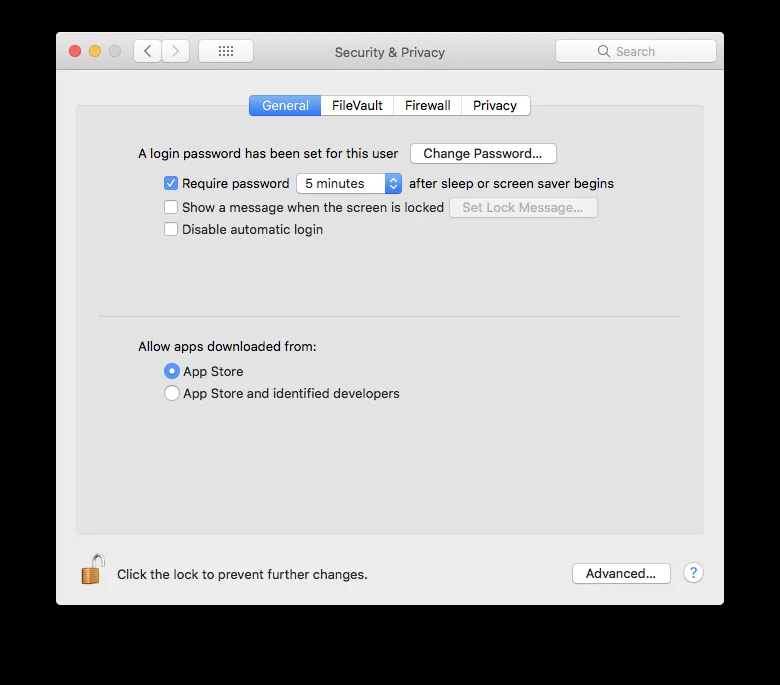 Security & Privacy
Search
General FileVault Firewall Privacy
A login password has been set for this user Change Password...
Require password 5 minutes after sleep or screen saver begins
Show a message when the screen is locked Set Lock Message...
Disable automatic login
Allow apps downloaded from:
App Store
App Store and identified developers
Click the lock to prevent further changes.
Advanced... ?